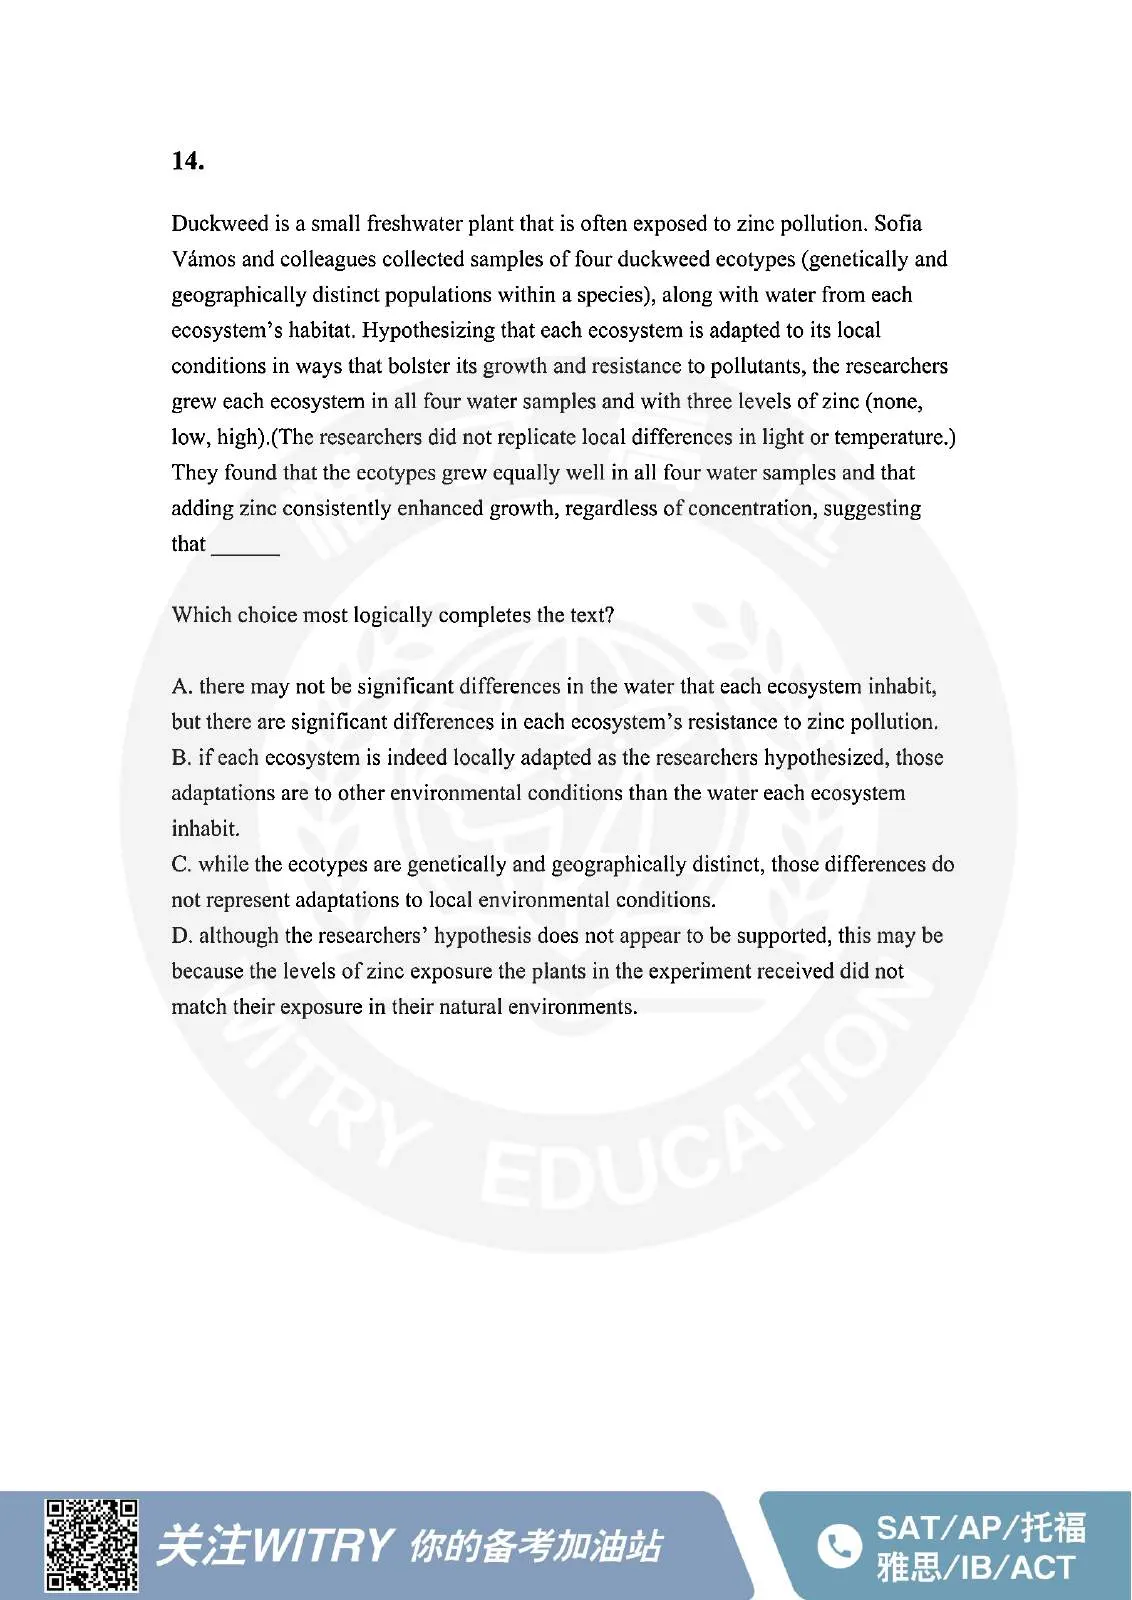 14.
Duckweed is a small freshwater plant that is often exposed to zinc pollution. Sofia
Vámos and colleagues collected samples of four duckweed ecotypes (genetically and
geographically distinct populations within a species), along with water from each
ecosystem's habitat. Hypothesizing that each ecosystem is adapted to its local
conditions in ways that bolster its growth and resistance to pollutants, the researchers
grew each ecosystem in all four water samples and with three levels of zinc (none,
low, high).(The researchers did not replicate local differences in light or temperature.)
They found that the ecotypes grew equally well in all four water samples and that
adding zinc consistently enhanced growth, regardless of concentration, suggesting
that ______
Which choice most logically completes the text?
A. there may not be significant differences in the water that each ecosystem inhabit,
but there are significant differences in each ecosystem's resistance to zinc pollution.
B. if each ecosystem is indeed locally adapted as the researchers hypothesized, those
adaptations are to other environmental conditions than the water each ecosystem
inhabit.
C. while the ecotypes are genetically and geographically distinct, those differences do
not represent adaptations to local environmental conditions.
D. although the researchers' hypothesis does not appear to be supported, this may be
because the levels of zinc exposure the plants in the experiment received did not
match their exposure in their natural environments.
WITRY EDUCATION
关注WITRY 你的备考加油站
SAT/AP/托福
雅思/IB/ACT